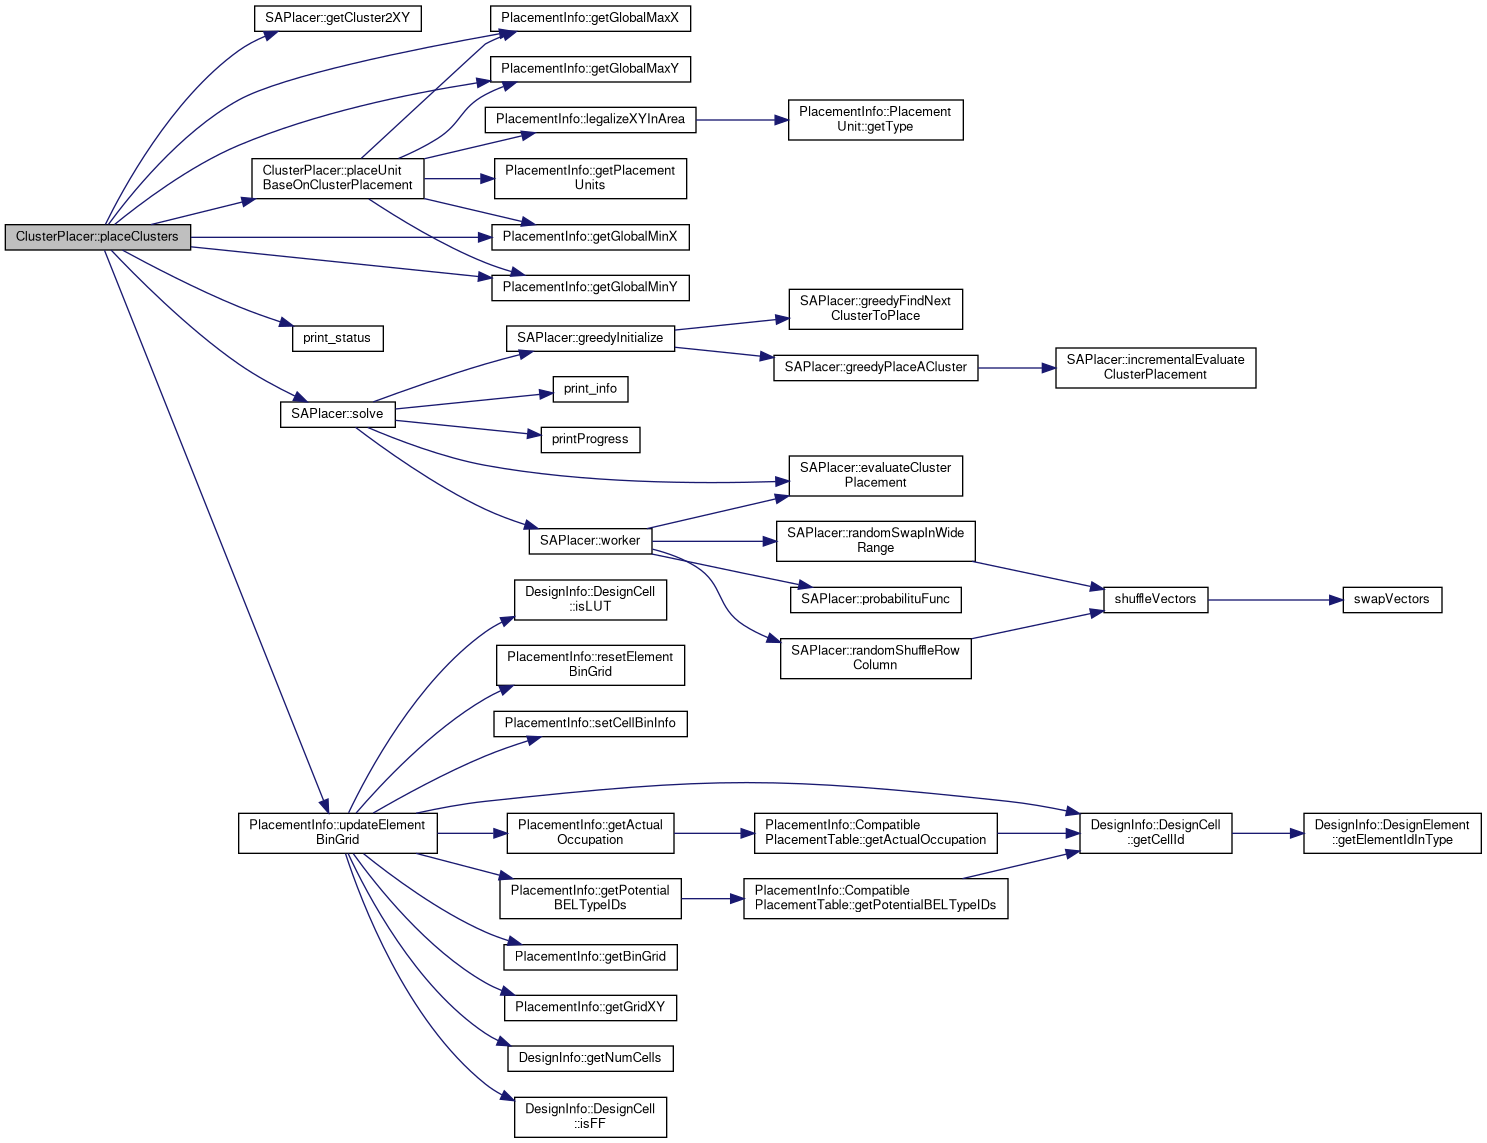 SAPlacer::getCluster2XY
PlacementInfo::getGlobalMaxX
PlacementInfo::getGlobalMaxY
PlacementInfo::legalizeXYInArea
PlacementInfo::Placement
Unit::getType
ClusterPlacer::placeUnit
BaseOnClusterPlacement
PlacementInfo::getPlacement
Units
ClusterPlacer::placeClusters
PlacementInfo::getGlobalMinX
PlacementInfo::getGlobalMinY
print_status
SAPlacer::greedyInitialize
SAPlacer::greedyFindNext
ClusterToPlace
SAPlacer::greedyPlaceACluster
SAPlacer::incrementalEvaluate
ClusterPlacement
SAPlacer::solve
print_info
printProgress
SAPlacer::evaluateCluster
Placement
SAPlacer::worker
SAPlacer::randomSwapInWide
Range
SAPlacer::probabilituFunc
SAPlacer::randomShuffleRow
Column
shuffleVectors
swapVectors
DesignInfo::DesignCell
::isLUT
PlacementInfo::resetElement
BinGrid
PlacementInfo::setCellBinInfo
PlacementInfo::updateElement
BinGrid
PlacementInfo::getActual
Occupation
PlacementInfo::Compatible
PlacementTable::getActualOccupation
DesignInfo::DesignCell
::getCellId
DesignInfo::DesignElement
::getElementIdInType
PlacementInfo::getPotential
BELTypeIDs
PlacementInfo::Compatible
PlacementTable::getPotentialBELTypeIDs
PlacementInfo::getBinGrid
PlacementInfo::getGridXY
DesignInfo::getNumCells
DesignInfo::DesignCell
::isFF